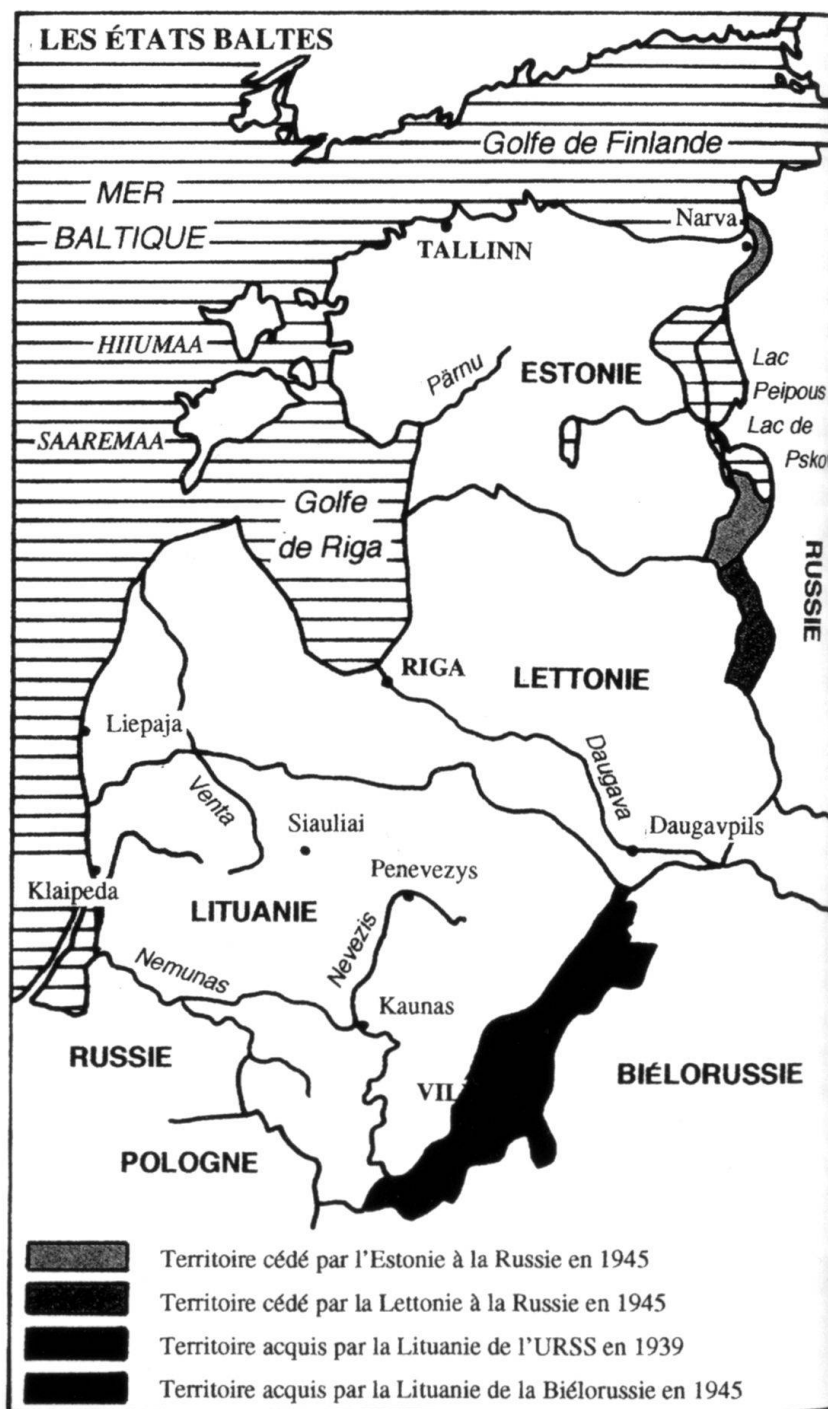 LES ÉTATS BALTES
Golfe de Finlande
MER
BALTIQUE
Narva
TALLINN
HIIUMAA
Pärnu
ESTONIE
Lac
Peipous
SAAREMAA
Lac de
Golfe
de Riga
RUSSIE
RIGA
LETTONIE
Liepaja
Venta
Daugava
Siauliai
Daugavpils
Penevezys
Klaipeda
LITUANIE
Nevezis
Nemunas
Kaunas
RUSSIE
BIÉLORUSSIE
POLOGNE
Territoire cédé par l'Estonie à la Russie en 1945
Territoire cédé par la Lettonie à la Russie en 1945
Territoire acquis par la Lituanie de l'URSS en 1939
Territoire acquis par la Lituanie de la Biélorussie en 1945